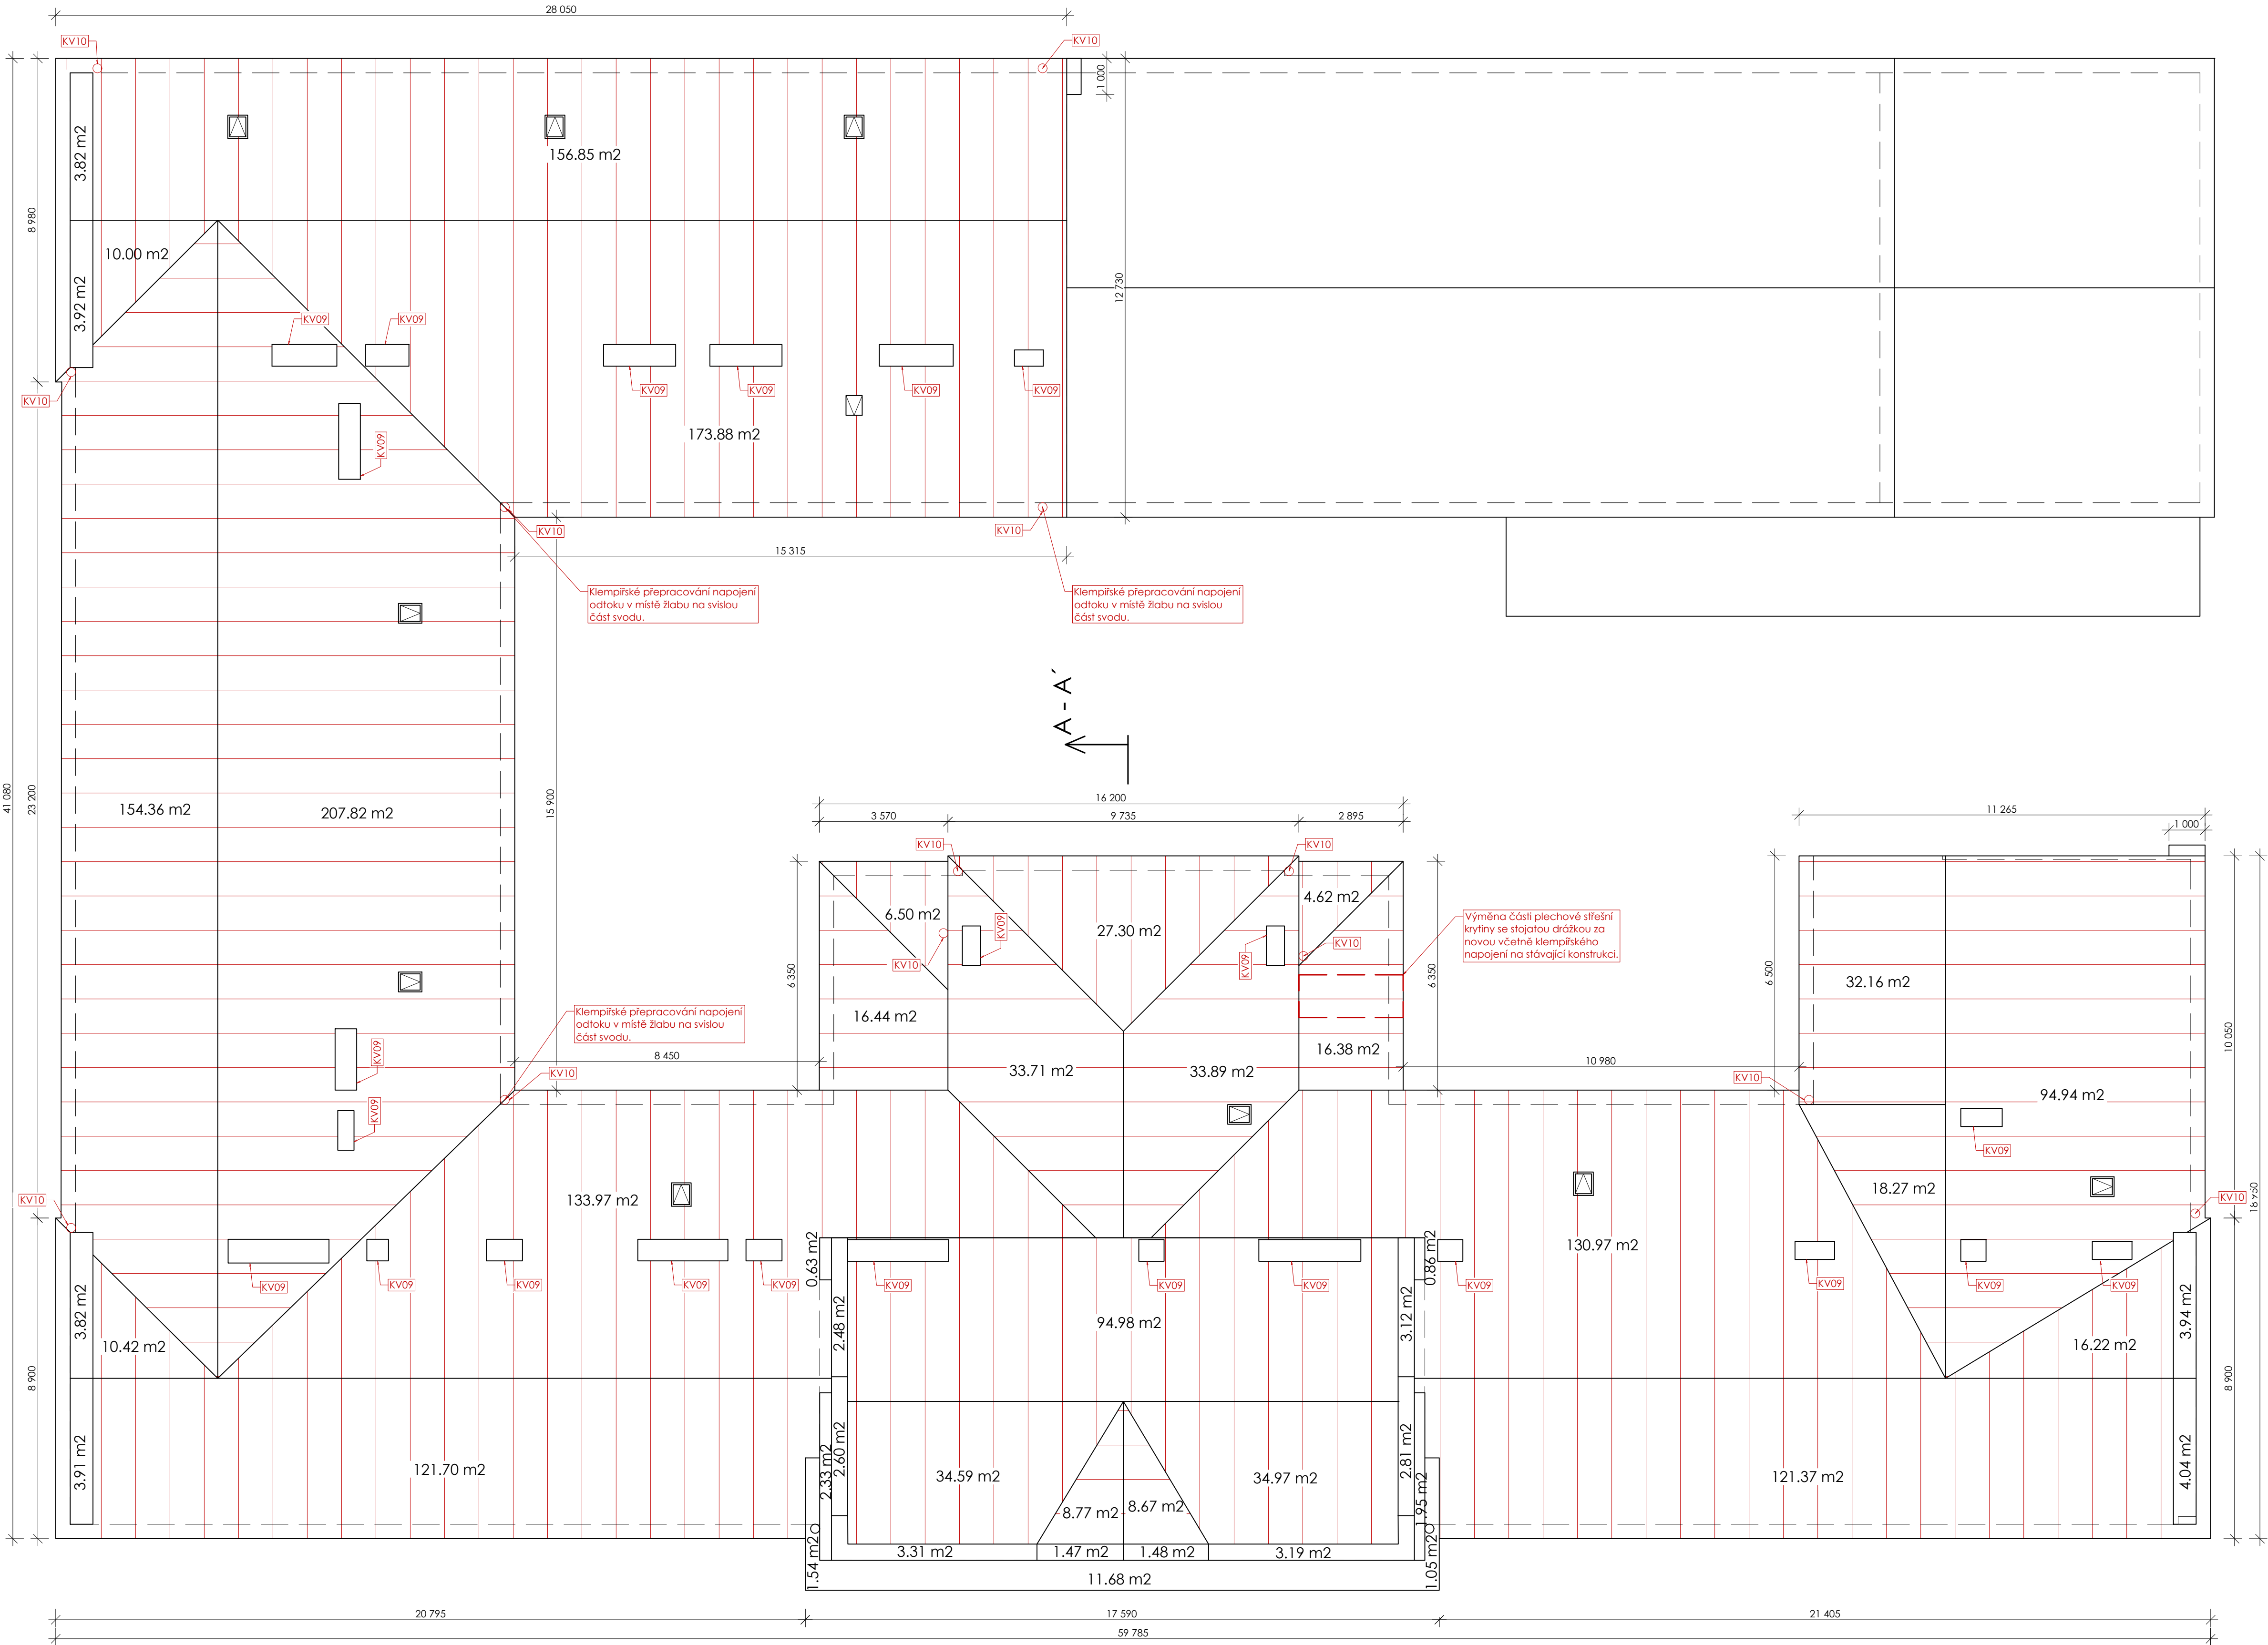 28 050
KV10
KV10
1 000
3.82 m2
156.85 m2
8 980
10.00 m2
3.92 m2
12 730
KV09
KV09
KV09
KV09
KV09
KV09
KV10
KV09
173.88 m2
KV10
KV10
15 315
Klempířské přepracování napojení
odtoku v místě žlabu na svislou
část svodu.
Klempířské přepracování napojení
odtoku v místě žlabu na svislou
část svodu.
A - A´
41 080
23 200
154.36 m2
207.82 m2
15 900
16 200
3 570
9 735
2 895
11 265
1 000
KV10
KV10
6.50 m2
4.62 m2
27.30 m2
KV09
KV09
KV10
KV10
Výměna části plechové střešní
krytiny se stojatou drážkou za
novou včetně klempířského
napojení na stávající konstrukci.
6 350
6 350
6 500
32.16 m2
10 050
16.44 m2
16.38 m2
Klempířské přepracování napojení
odtoku v místě žlabu na svislou
část svodu.
KV09
8 450
10 980
33.71 m2
33.89 m2
KV10
KV10
94.94 m2
KV09
KV09
KV10
133.97 m2
18.27 m2
KV10
18 950
0.63 m2
0.86 m2
130.97 m2
KV09
KV09
KV09
KV09
KV09
KV09
KV09
KV09
KV09
KV09
KV09
KV09
3.82 m2
10.42 m2
2.48 m2
94.98 m2
3.12 m2
3.94 m2
16.22 m2
8 900
8 900
3.91 m2
121.70 m2
2.33 m2
2.60 m2
34.59 m2
34.97 m2
2.81 m2
1.95 m2
121.37 m2
4.04 m2
8.77 m2
8.67 m2
1.54 m2
3.31 m2
1.47 m2
1.48 m2
3.19 m2
1.05 m2
11.68 m2
20 795
17 590
21 405
59 785